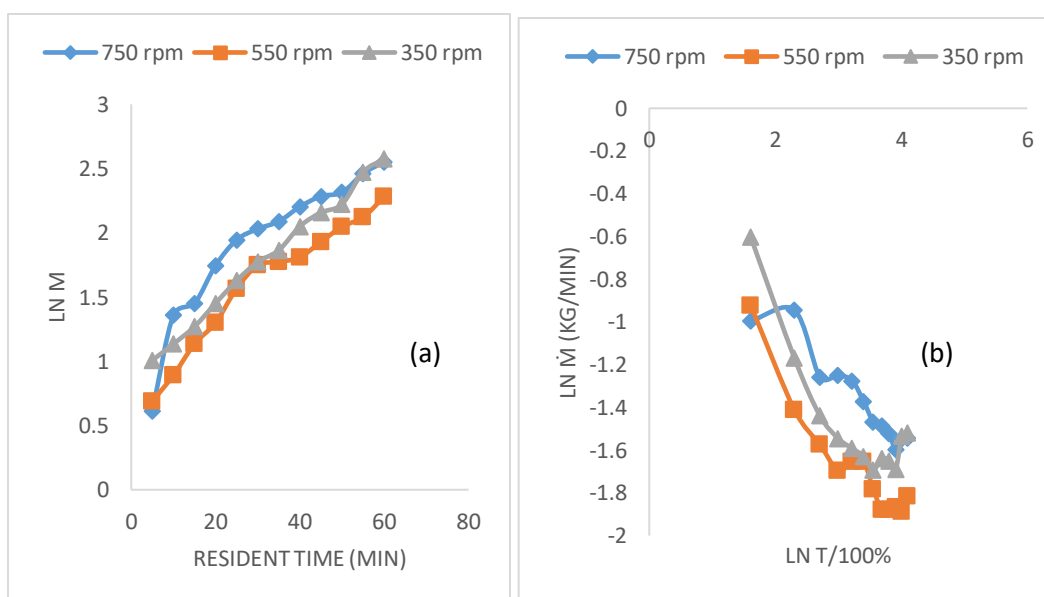 750 rpm 550 rpm 350 rpm
3
2.5
2
1.5
1
0.5
0
0 20 40 60 80
LN M
RESIDENT TIME (MIN)
(a)
750 rpm 550 rpm 350 rpm
0 2 4 6
0
-0.2
-0.4
-0.6
-0.8
-1
-1.2
-1.4
-1.6
-1.8
-2
LN Ṁ (KG/MIN)
LN T/100%
(b)